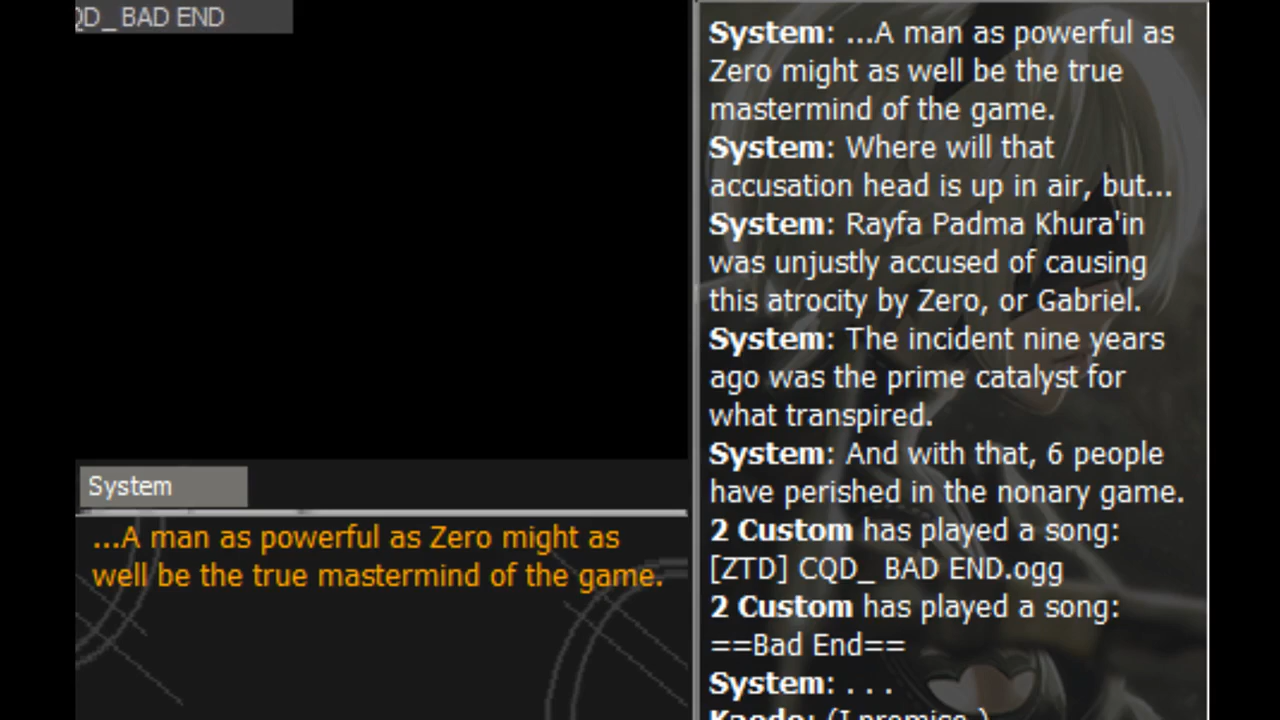 QD_ BAD END
System
...A man as powerful as Zero might as
well be the true mastermind of the game.
System: ...A man as powerful as
Zero might as well be the true
mastermind of the game.
System: Where will that
accusation head is up in air, but...
System: Rayfa Padma Khura'in
was unjustly accused of causing
this atrocity by Zero, or Gabriel.
System: The incident nine years
ago was the prime catalyst for
what transpired.
System: And with that, 6 people
have perished in the nonary game.
2 Custom has played a song:
[ZTD] CQD_ BAD END.ogg
2 Custom has played a song:
==Bad End==
System: . . .
Kaede: (I promise.)